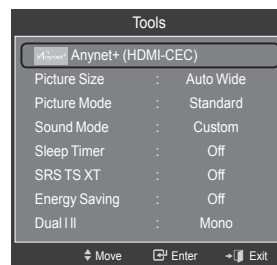 Tools
Anynet+ Anynet+ (HDMI-CEC)
Picture Size : Auto Wide
Picture Mode : Standard
Sound Mode : Custom
Sleep Timer : Off
SRS TS XT : Off
Energy Saving : Off
Dual l ll : Mono
Move Enter Exit